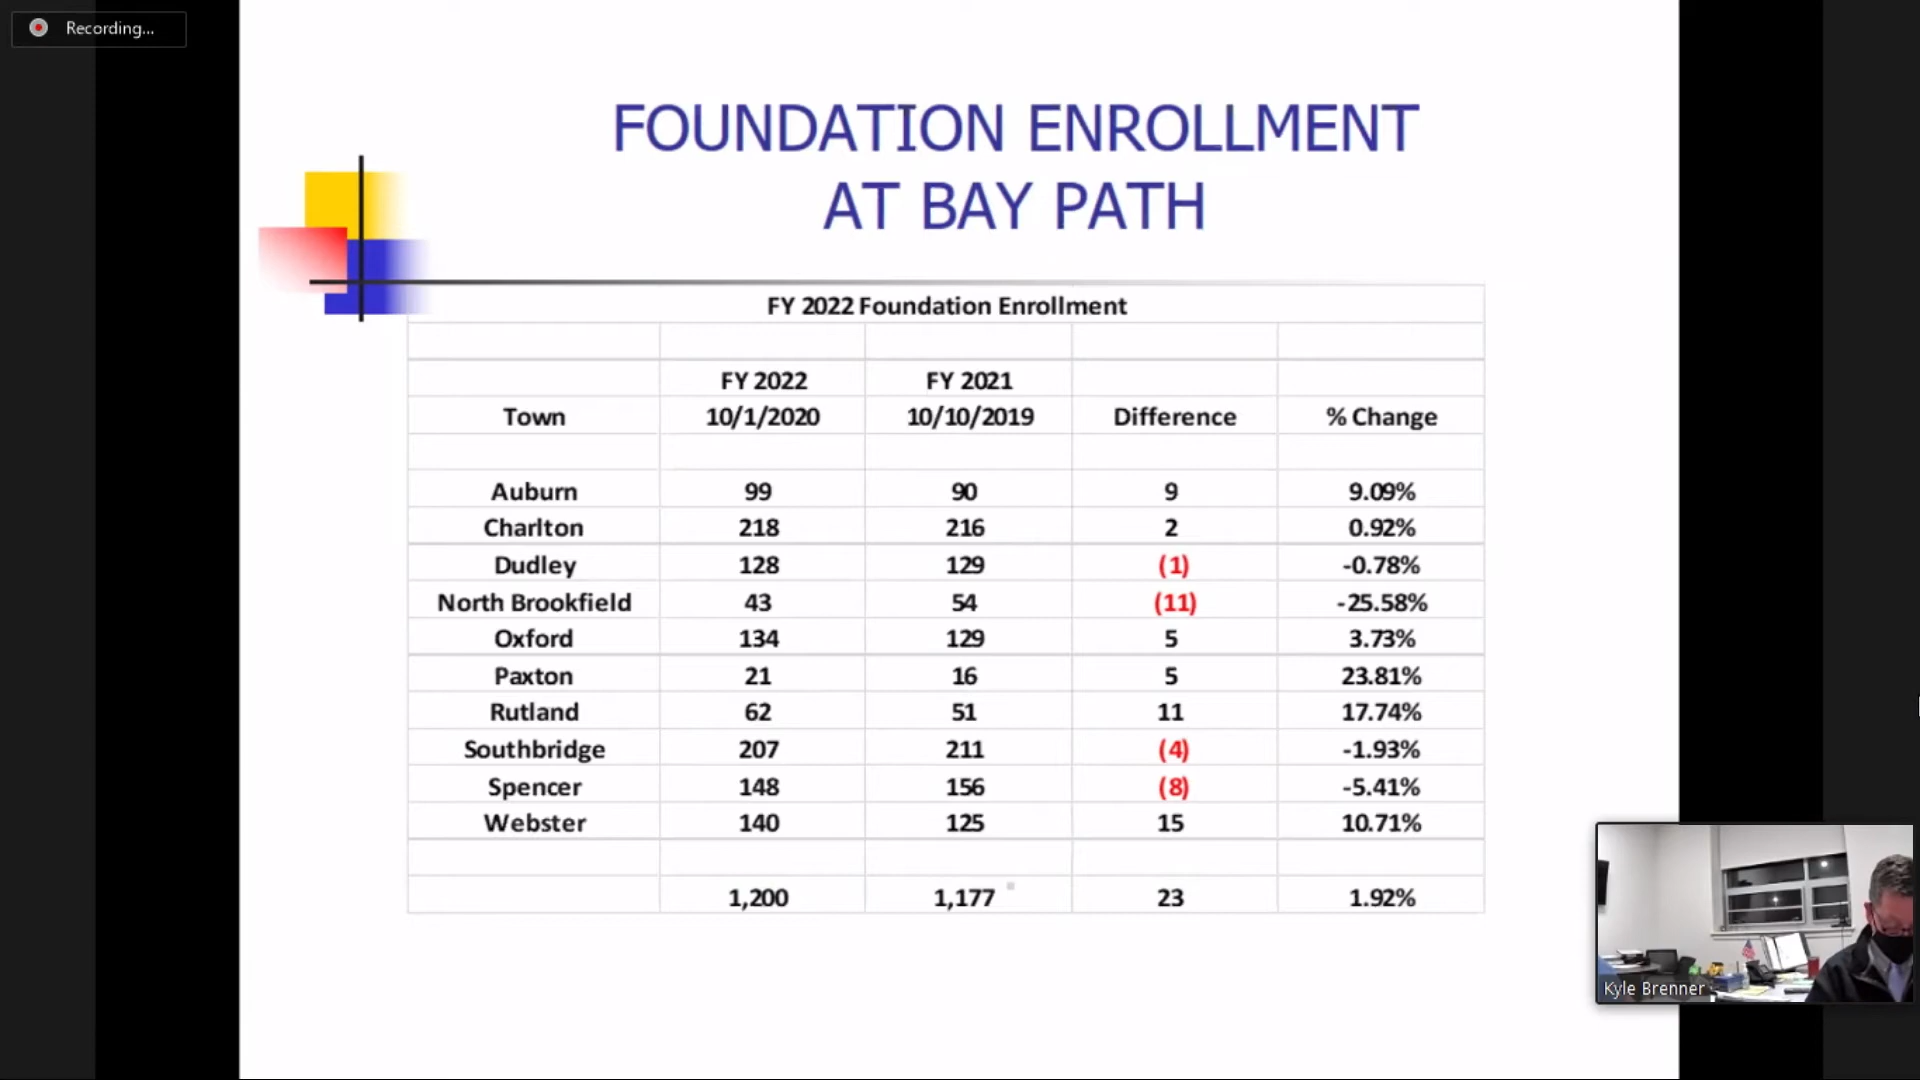 Recording...
FOUNDATION ENROLLMENT
AT BAY PATH
FY 2022 Foundation Enrollment
FY 2022 FY 2021
Town 10/1/2020 10/10/2019 Difference % Change
Auburn 99 90 9 9.09%
Charlton 218 216 2 0.92%
Dudley 128 129 (1) -0.78%
North Brookfield 43 54 (11) -25.58%
Oxford 134 129 5 3.73%
Paxton 21 16 5 23.81%
Rutland 62 51 11 17.74%
Southbridge 207 211 (4) -1.93%
Spencer 148 156 (8) -5.41%
Webster 140 125 15 10.71%
1,200 1,177 23 1.92%
Kyle Brenner